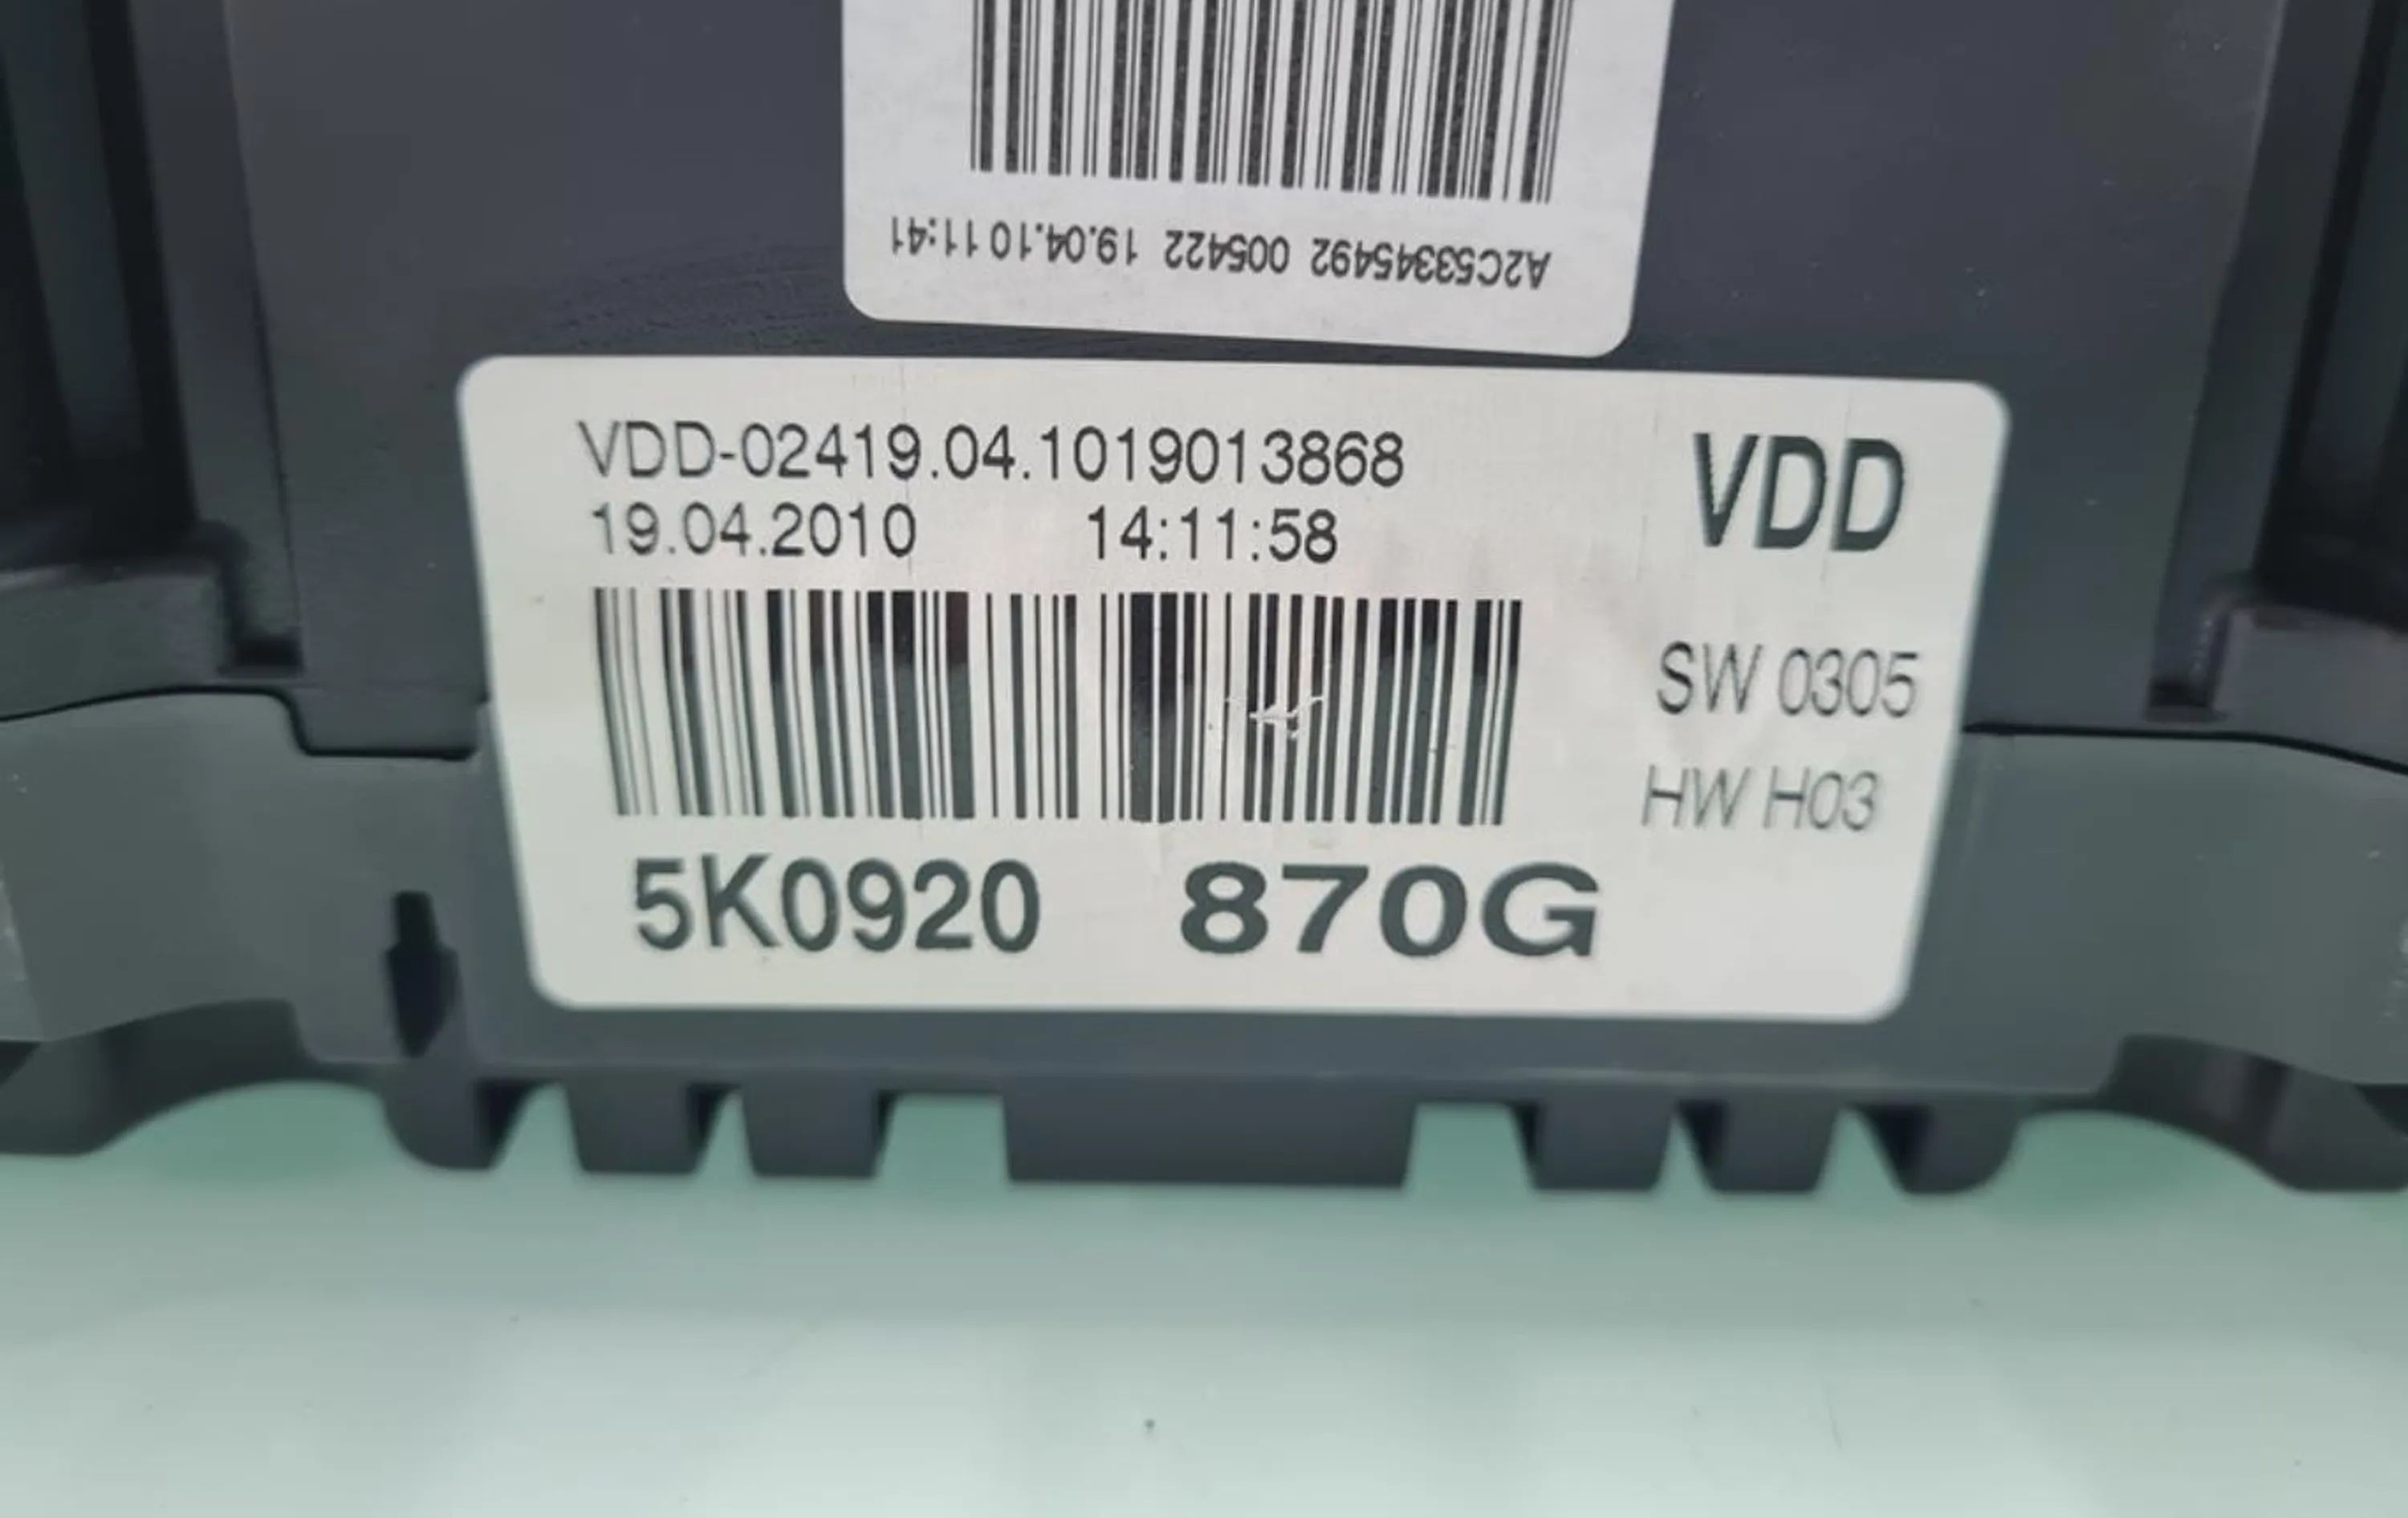 A2C53345492 005422 19.04.10 11:41
VDD-02419.04.1019013868
19.04.2010 14:11:58
VDD
SW 0305
HW H03
5K0920 870G